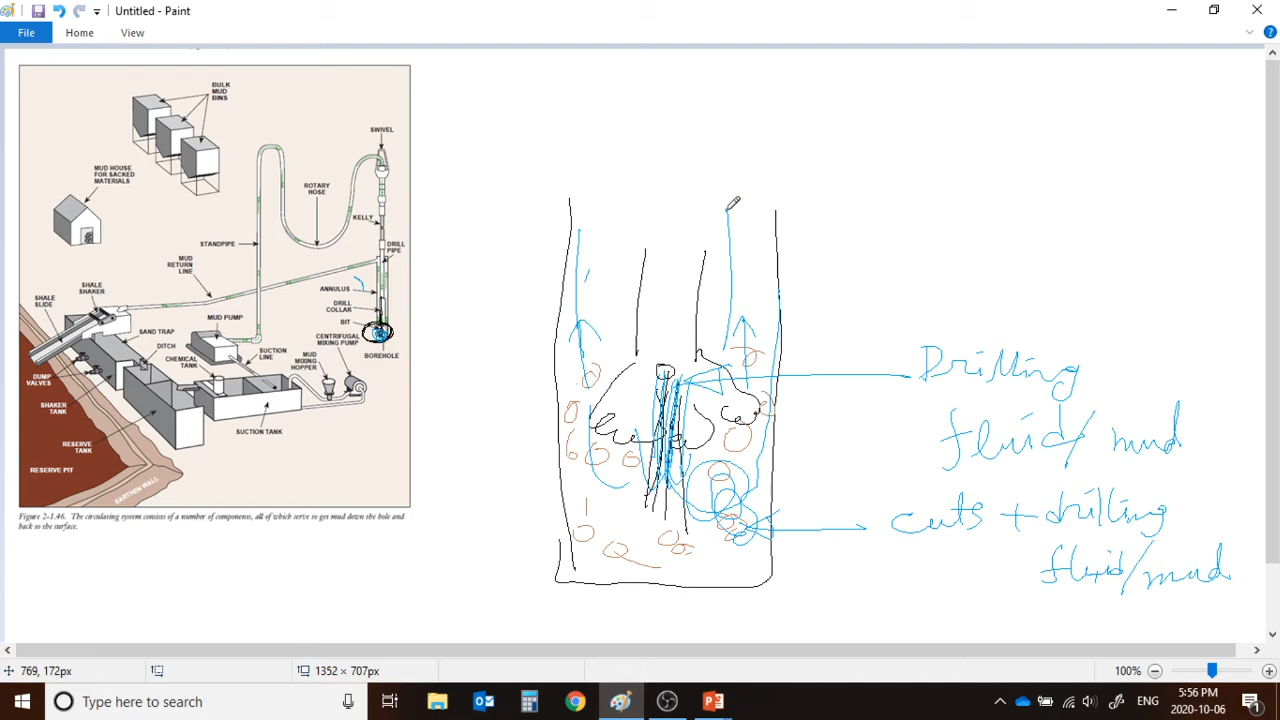 Untitled - Paint
File
Home
View
BULK
MUD
BINS
SWIVEL
MUD HOUSE
FOR SACKED
MATERIALS
ROTARY
HOSE
KELLY
STANDPIPE
DRILL
PIPE
MUD
RETURN
LINE
ANNULUS
SHALE
SHAKER
SHALE
SLIDE
DRILL
COLLAR
MUD PUMP
BIT
SAND TRAP
CENTRIFUGAL
MIXING PUMP
DITCH
SUCTION
LINE
MUD
MIXING
HOPPER
BOREHOLE
CHEMICAL
TANK
DUMP
VALVES
SHAKER
TANK
SUCTION TANK
RESERVE
TANK
RESERVE PIT
EARTHEN WALL
Figure 2-1.46. The circulating system consists of a number of components, all of which serve to get mud down the hole and
back to the surface.
Drilling
fluid/mud
cuts + drilling
fluid/mud
769, 172px
1352 × 707px
100%
Type here to search
ENG
5:56 PM
2020-10-06
1